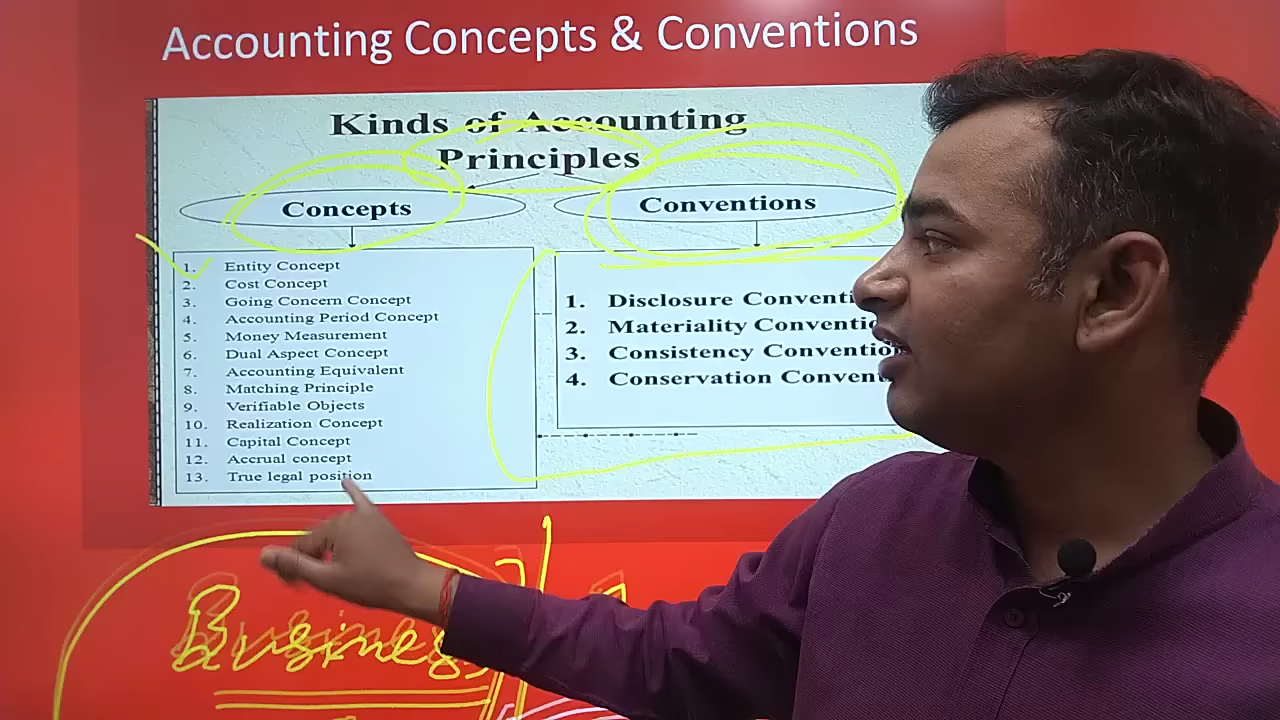 Accounting Concepts & Conventions
Kinds of Accounting
Principles
Concepts
1. Entity Concept
2. Cost Concept
3. Going Concern Concept
4. Accounting Period Concept
5. Money Measurement
6. Dual Aspect Concept
7. Accounting Equivalent
8. Matching Principle
9. Verifiable Objects
10. Realization Concept
11. Capital Concept
12. Accrual concept
13. True legal position
Conventions
1. Disclosure Conventi
2. Materiality Conventio
3. Consistency Convention
4. Conservation Convent
Business